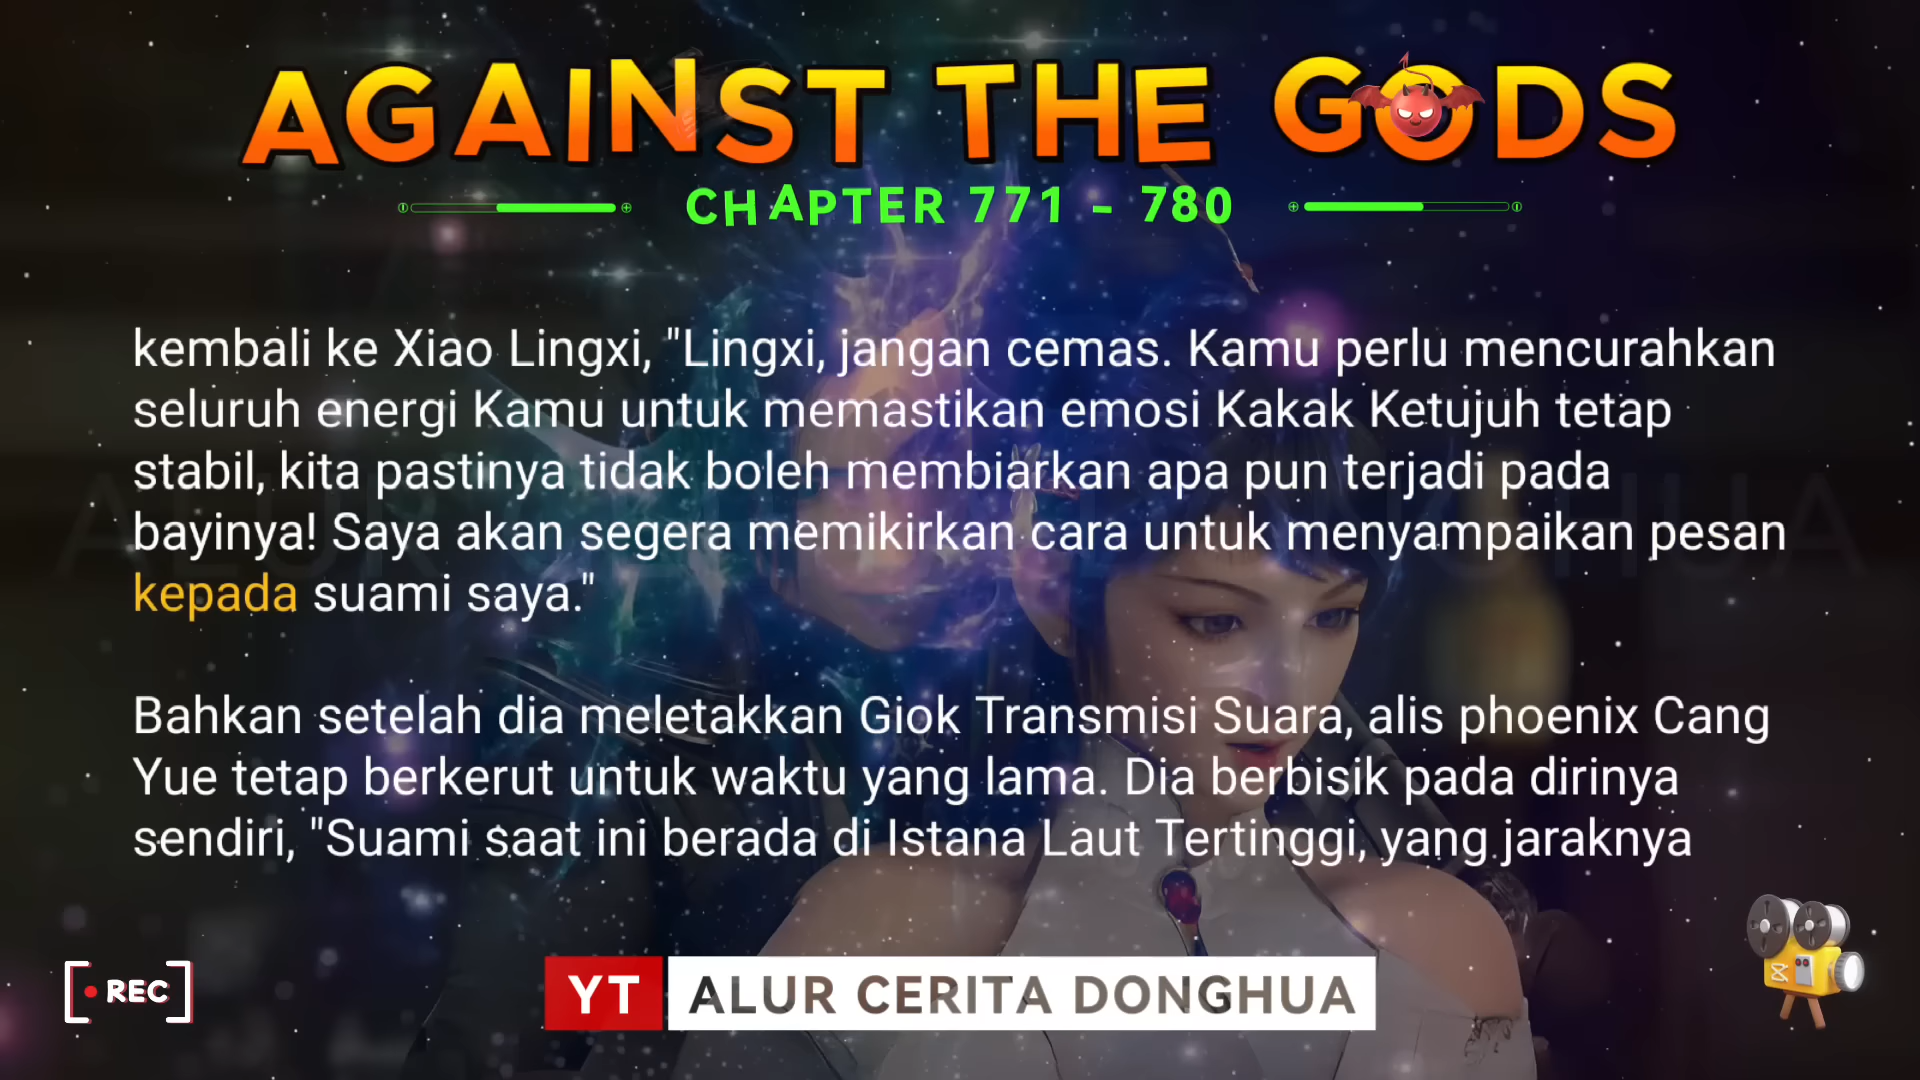 AGAINST THE GODS
CHAPTER 771 - 780
kembali ke Xiao Lingxi, "Lingxi, jangan cemas. Kamu perlu mencurahkan
seluruh energi Kamu untuk memastikan emosi Kakak Ketujuh tetap
stabil, kita pastinya tidak boleh membiarkan apa pun terjadi pada
bayinya! Saya akan segera memikirkan cara untuk menyampaikan pesan
kepada suami saya."
Bahkan setelah dia meletakkan Giok Transmisi Suara, alis phoenix Cang
Yue tetap berkerut untuk waktu yang lama. Dia berbisik pada dirinya
sendiri, "Suami saat ini berada di Istana Laut Tertinggi, yang jaraknya
REC
YT ALUR CERITA DONGHUA